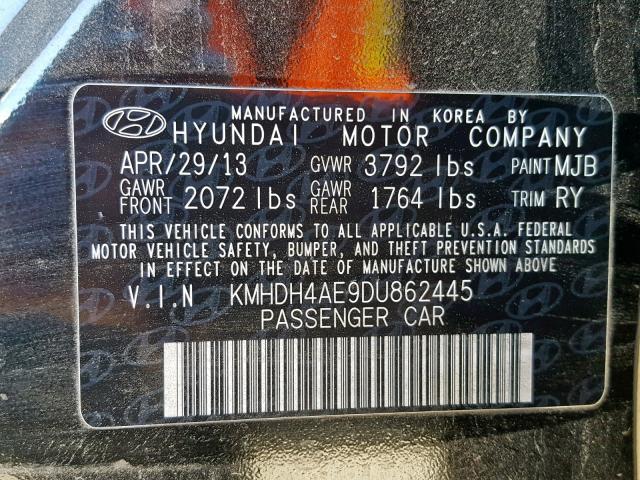 MANUFACTURED IN KOREA BY
HYUNDAI MOTOR COMPANY
APR/29/13 GVWR 3792 lbs PAINT MJB
GAWR FRONT 2072 lbs GAWR REAR 1764 lbs TRIM RY
THIS VEHICLE CONFORMS TO ALL APPLICABLE U.S.A. FEDERAL
MOTOR VEHICLE SAFETY, BUMPER, AND THEFT PREVENTION STANDARDS
IN EFFECT ON THE DATE OF MANUFACTURE SHOWN ABOVE.
V.I.N KMHDH4AE9DU862445
PASSENGER CAR